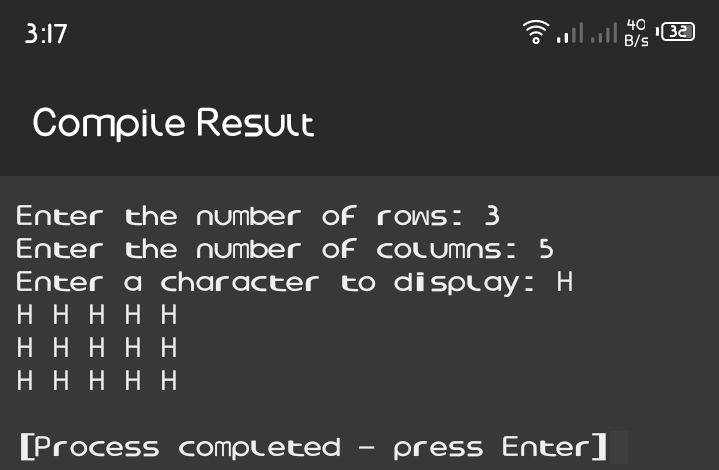 3:17
40
B/s
32
Compile Result
Enter the number of rows: 3
Enter the number of columns: 5
Enter a character to display: H
H H H H H
H H H H H
H H H H H
[Process completed - press Enter]